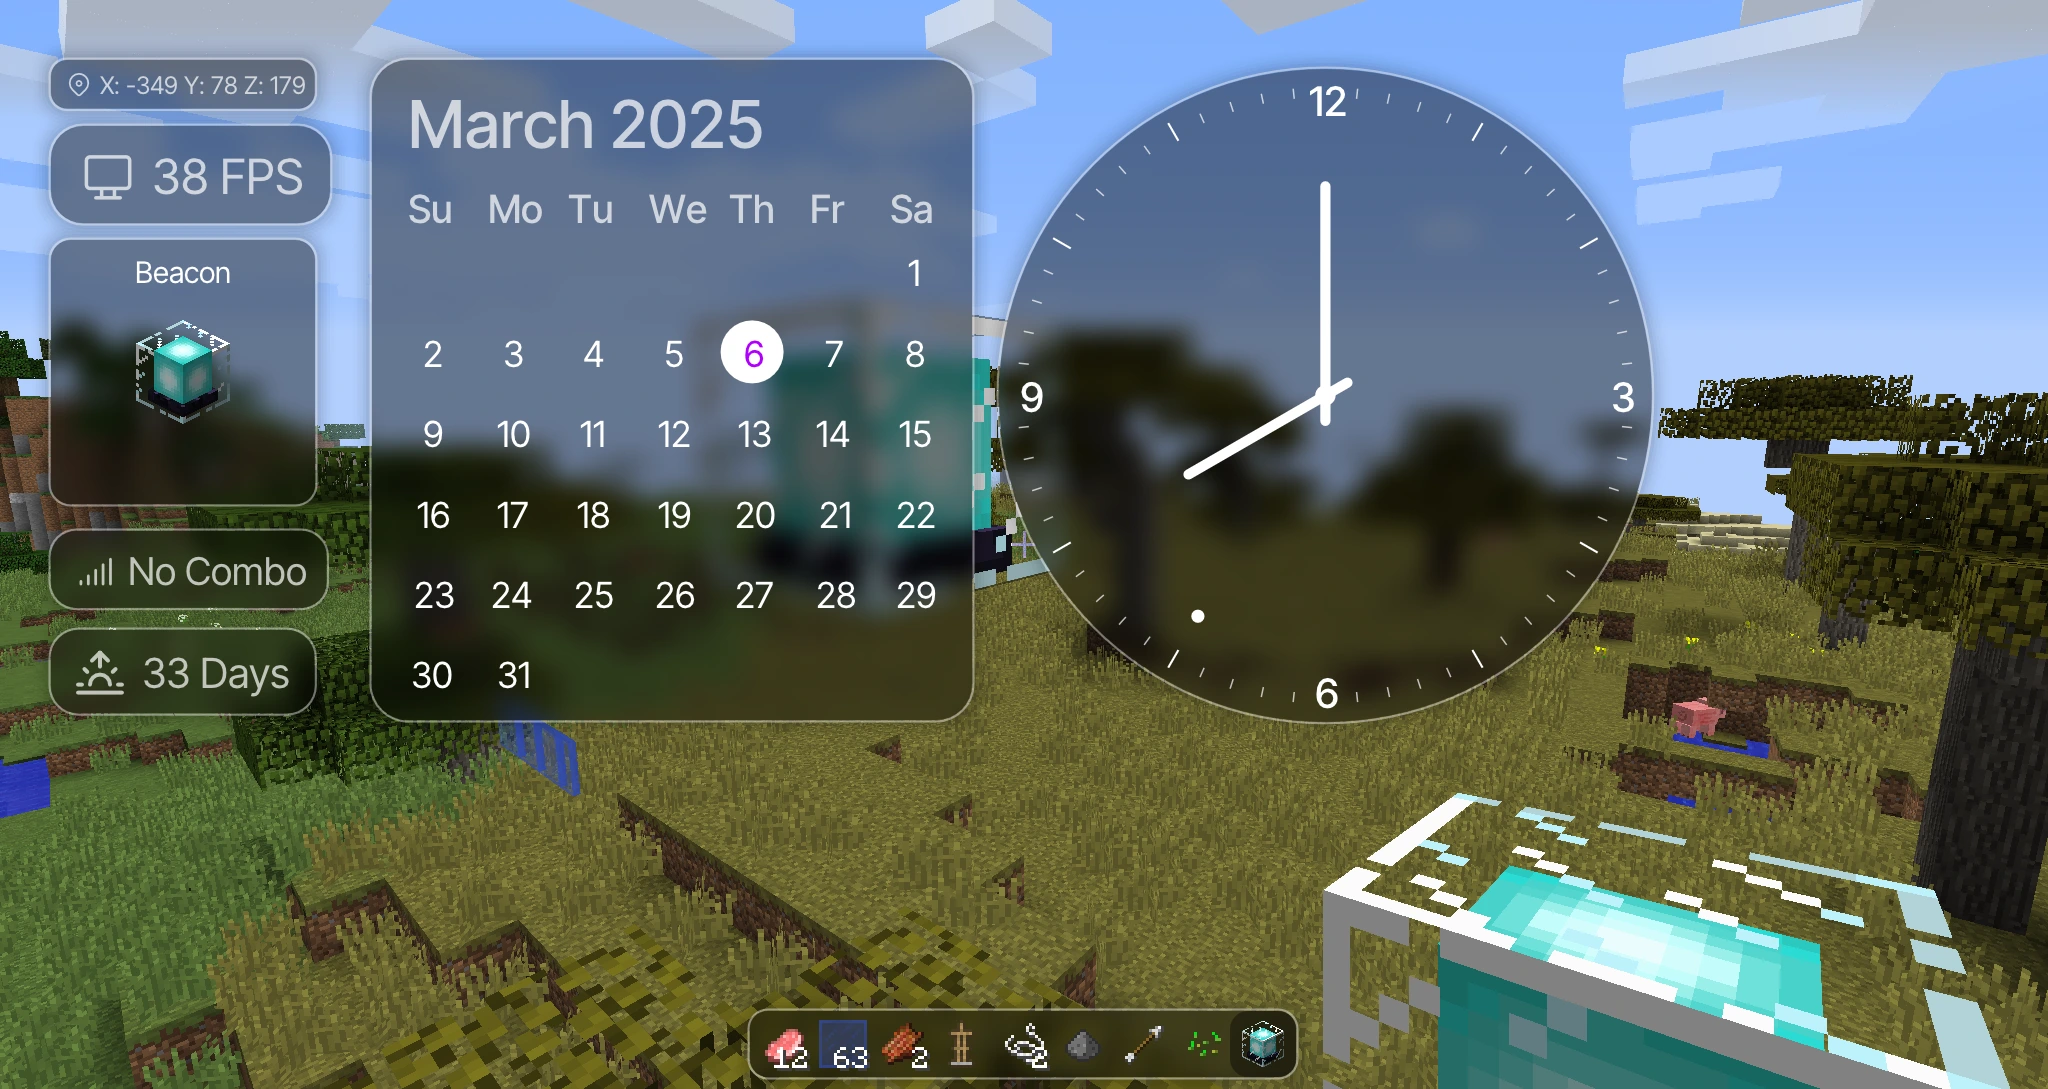 X: -349 Y: 78 Z: 179
38 FPS
Beacon
No Combo
33 Days
March 2025
Su Mo Tu We Th Fr Sa
1
2 3 4 5 6 7 8
9 10 11 12 13 14 15
16 17 18 19 20 21 22
23 24 25 26 27 28 29
30 31
12
9 3
6
12 63 2 2